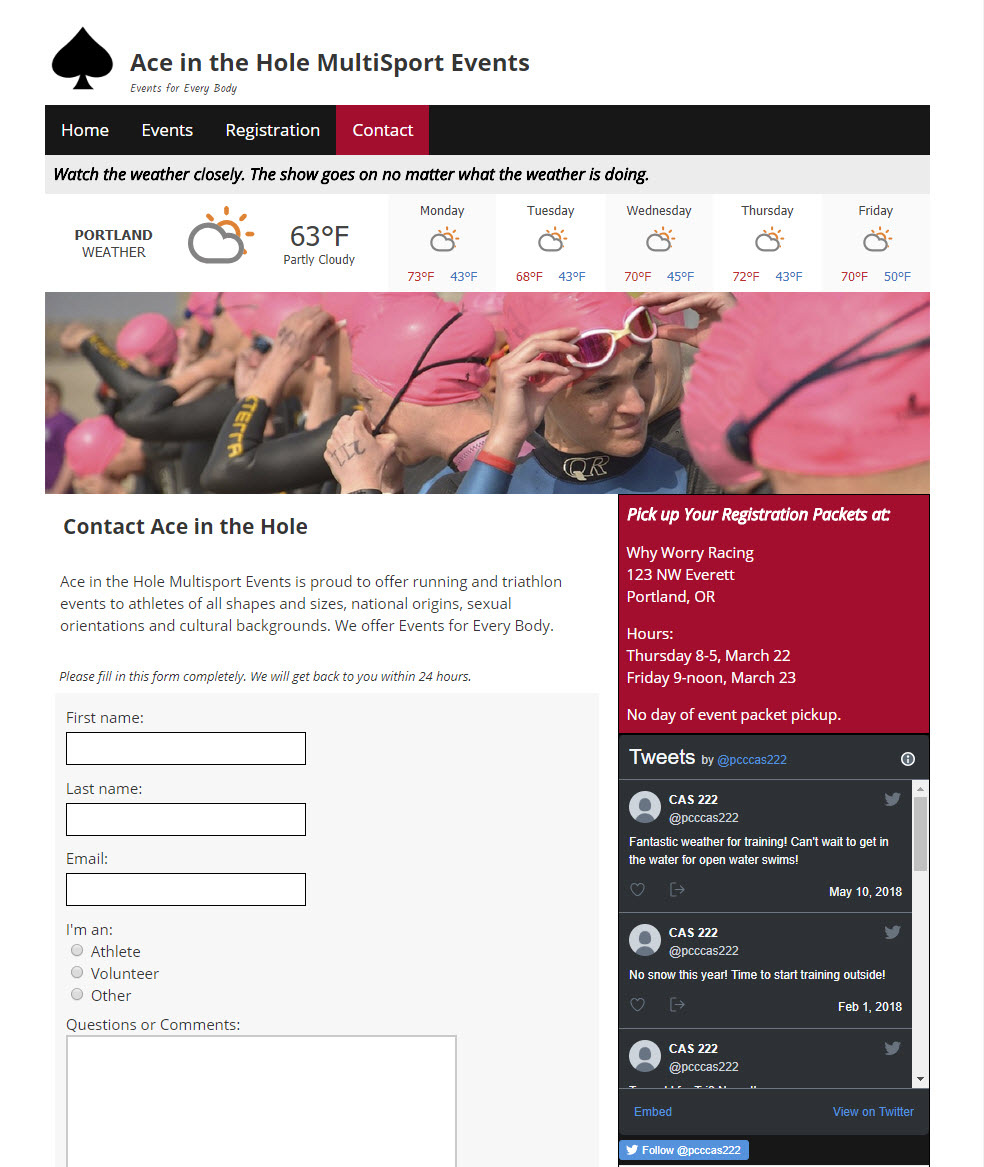 Ace in the Hole MultiSport Events
Events for Every Body
Home Events Registration Contact
Watch the weather closely. The show goes on no matter what the weather is doing.
PORTLAND
WEATHER
63°F
Partly Cloudy
Monday
73°F 43°F
Tuesday
68°F 43°F
Wednesday
70°F 45°F
Thursday
72°F 43°F
Friday
70°F 50°F
XTERRA
QR
Contact Ace in the Hole
Ace in the Hole Multisport Events is proud to offer running and triathlon
events to athletes of all shapes and sizes, national origins, sexual
orientations and cultural backgrounds. We offer Events for Every Body.
Please fill in this form completely. We will get back to you within 24 hours.
First name:
Last name:
Email:
I'm an:
Athlete
Volunteer
Other
Questions or Comments:
Pick up Your Registration Packets at:
Why Worry Racing
123 NW Everett
Portland, OR
Hours:
Thursday 8-5, March 22
Friday 9-noon, March 23
No day of event packet pickup.
Tweets by @pcccas222
CAS 222
@pcccas222
Fantastic weather for training! Can't wait to get in
the water for open water swims!
May 10, 2018
CAS 222
@pcccas222
No snow this year! Time to start training outside!
Feb 1, 2018
CAS 222
@pcccas222
Embed View on Twitter
Follow @pcccas222